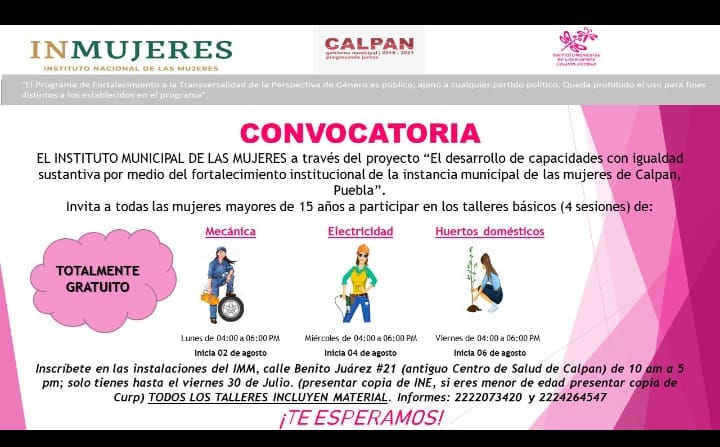 INMUJERES
INSTITUTO NACIONAL DE LAS MUJERES
CALPAN
gobierno municipal | 2018 - 2021
progresando juntos
INSTITUTO MUNICIPAL
DE LAS MUJERES
CALPAN, PUEBLA
"El Programa de Fortalecimiento a la Transversalidad de la Perspectiva de Género es público, ajeno a cualquier partido político. Queda prohibido el uso para fines
distintos a los establecidos en el programa".
CONVOCATORIA
EL INSTITUTO MUNICIPAL DE LAS MUJERES a través del proyecto "El desarrollo de capacidades con igualdad
sustantiva por medio del fortalecimiento institucional de la instancia municipal de las mujeres de Calpan,
Puebla".
Invita a todas las mujeres mayores de 15 años a participar en los talleres básicos (4 sesiones) de:
TOTALMENTE
GRATUITO
Mecánica
Electricidad
Huertos domésticos
Lunes de 04:00 a 06:00 PM
Miércoles de 04:00 a 06:00 PM
Viernes de 04:00 a 06:00 PM
Inicia 02 de agosto
Inicia 04 de agosto
Inicia 06 de agosto
Inscríbete en las instalaciones del IMM, calle Benito Juárez #21 (antiguo Centro de Salud de Calpan) de 10 am a 5
pm; solo tienes hasta el viernes 30 de Julio. (presentar copia de INE, si eres menor de edad presentar copia de
Curp) TODOS LOS TALLERES INCLUYEN MATERIAL. Informes: 2222073420 y 2224264547
¡TE ESPERAMOS!